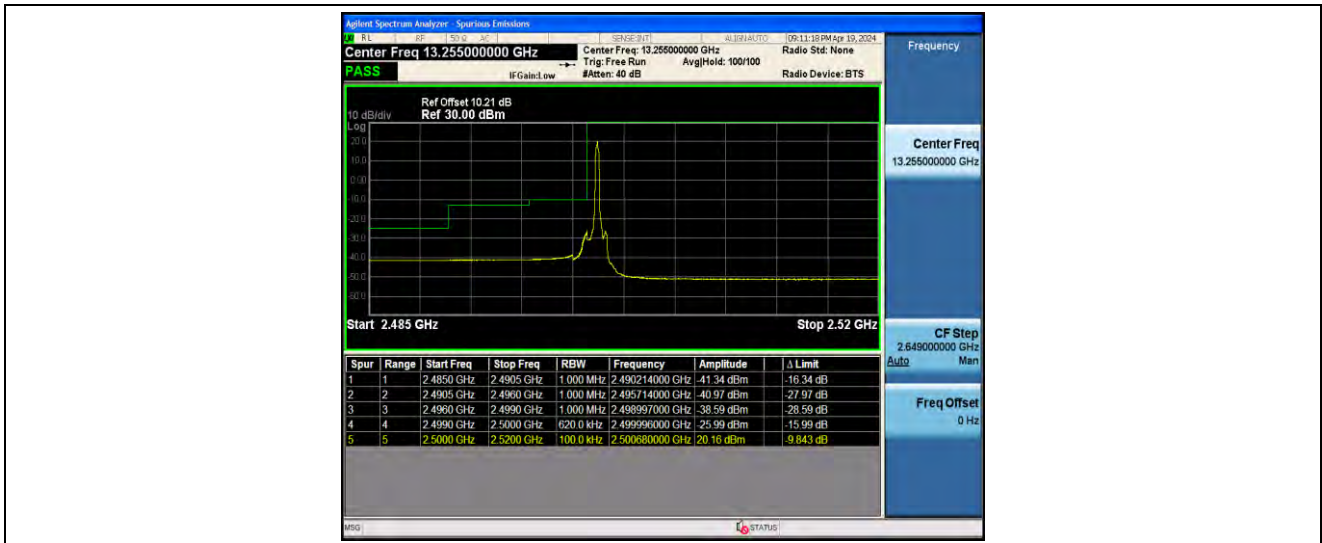 Agilent Spectrum Analyzer - Spurious Emissions
RL RF 50 Ω AC SENSE:INT ALIGN AUTO 09:11:18 PM Apr 19, 2024
Center Freq 13.255000000 GHz
Center Freq: 13.255000000 GHz
Radio Std: None
Trig: Free Run Avg|Hold: 100/100
PASS
IFGain:Low
#Atten: 40 dB
Radio Device: BTS
Ref Offset 10.21 dB
10 dB/div Ref 30.00 dBm
Log
20.0
10.0
0.00
-10.0
-20.0
-30.0
-40.0
-50.0
-60.0
Start 2.485 GHz Stop 2.52 GHz
Spur Range Start Freq Stop Freq RBW Frequency Amplitude Δ Limit
1 1 2.4850 GHz 2.4905 GHz 1.000 MHz 2.490214000 GHz -41.34 dBm -16.34 dB
2 2 2.4905 GHz 2.4960 GHz 1.000 MHz 2.495714000 GHz -40.97 dBm -27.97 dB
3 3 2.4960 GHz 2.4990 GHz 1.000 MHz 2.498997000 GHz -38.59 dBm -28.59 dB
4 4 2.4990 GHz 2.5000 GHz 620.0 kHz 2.499996000 GHz -25.99 dBm -15.99 dB
5 5 2.5000 GHz 2.5200 GHz 100.0 kHz 2.500680000 GHz 20.16 dBm -9.843 dB
MSG STATUS
Frequency
Center Freq
13.255000000 GHz
CF Step
2.649000000 GHz
Auto Man
Freq Offset
0 Hz